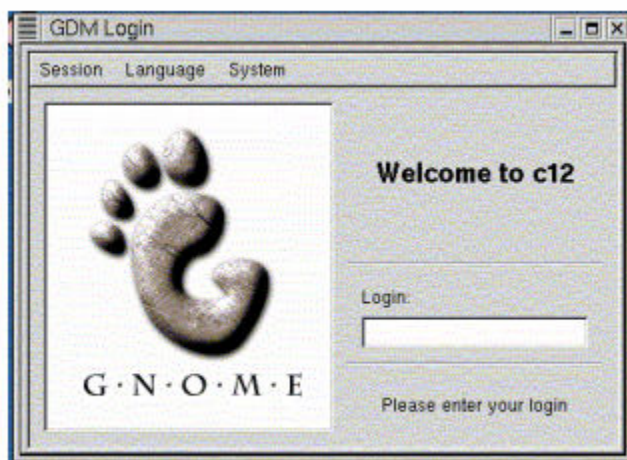 GDM Login
Session Language System
Welcome to c12
Login:
G·N·O·M·E
Please enter your login